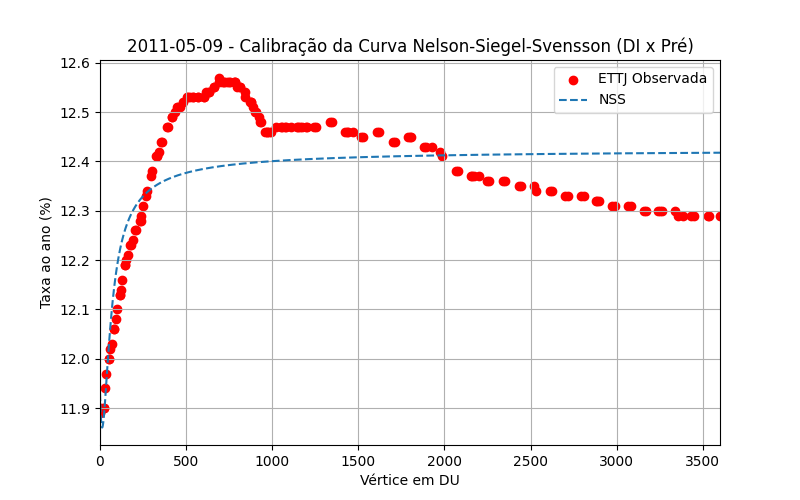 2011-05-09 - Calibração da Curva Nelson-Siegel-Svensson (DI x Pré)
ETTJ Observada
NSS
Taxa ao ano (%)
12.6
12.5
12.4
12.3
12.2
12.1
12.0
11.9
0 500 1000 1500 2000 2500 3000 3500
Vértice em DU